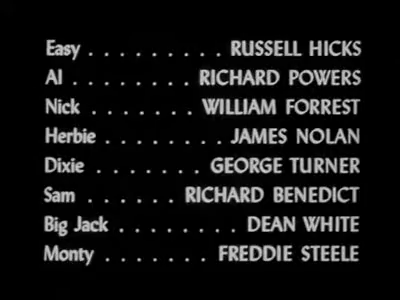 Easy . . . . . . . . . RUSSELL HICKS
Al . . . . . . . . RICHARD POWERS
Nick . . . . . . . WILLIAM FORREST
Herbie . . . . . . . . JAMES NOLAN
Dixie . . . . . . . GEORGE TURNER
Sam . . . . . . RICHARD BENEDICT
Big Jack . . . . . . . . DEAN WHITE
Monty . . . . . . . FREDDIE STEELE